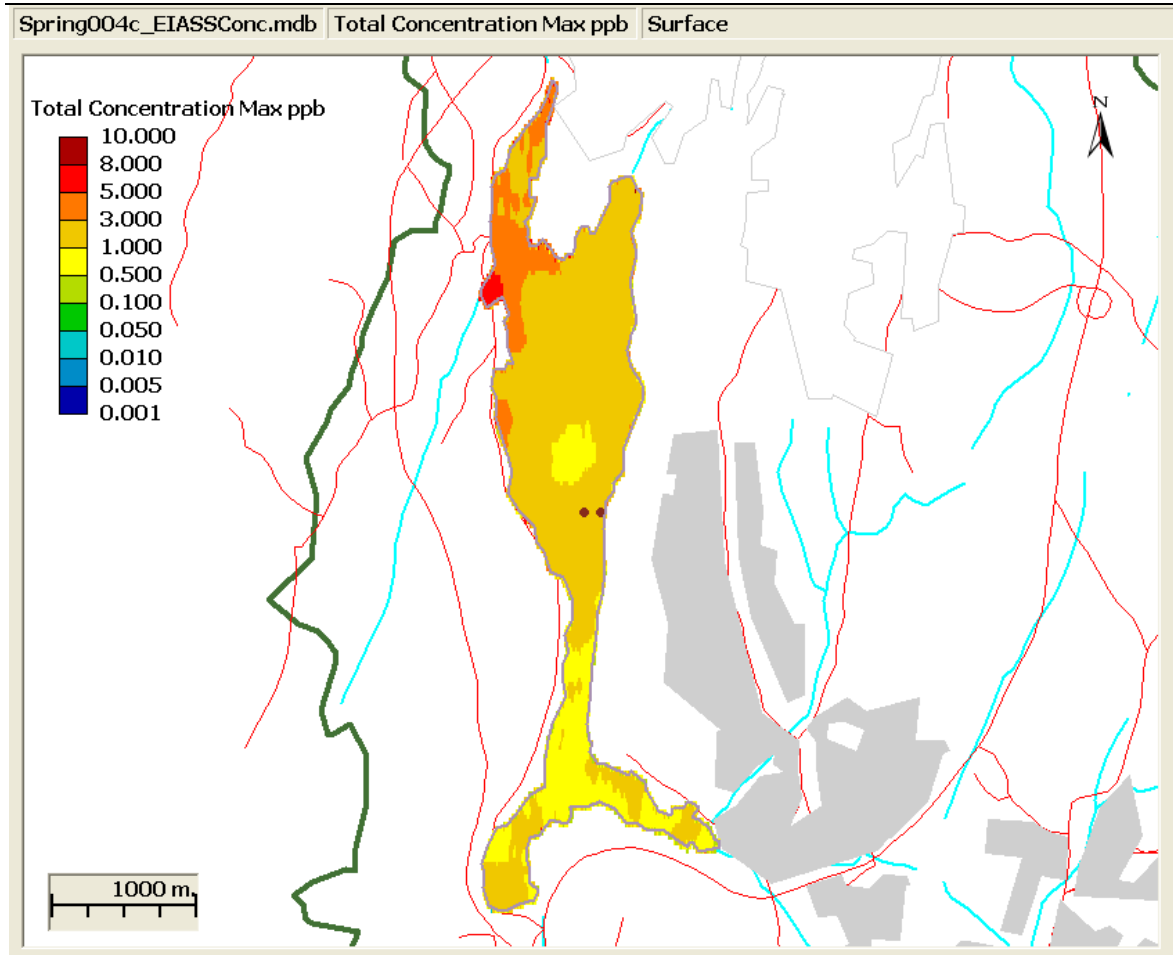 Spring004c_EIASSConc.mdb Total Concentration Max ppb Surface
Total Concentration Max ppb
10.000
8.000
5.000
3.000
1.000
0.500
0.100
0.050
0.010
0.005
0.001
N
1000 m.